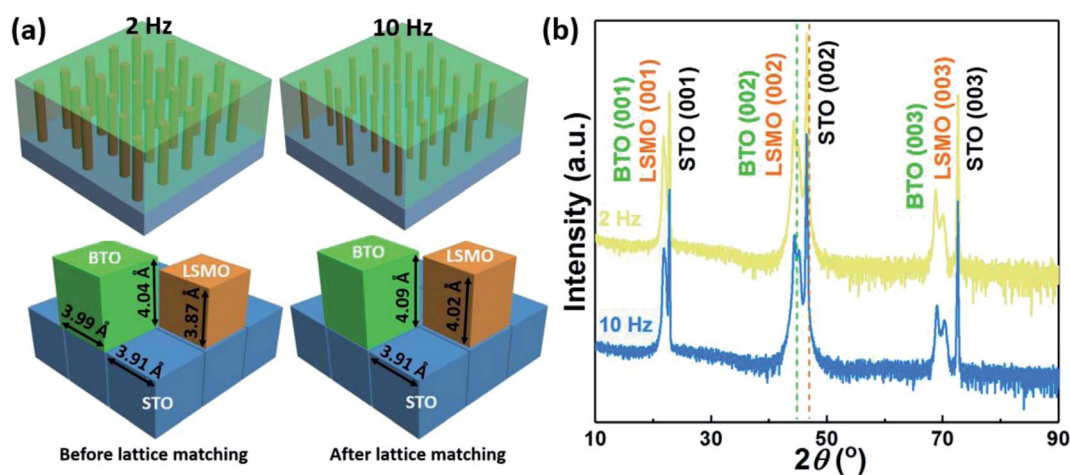 (a)
2 Hz
10 Hz
BTO
LSMO
4.04 Å
3.87 Å
3.99 Å
3.91 Å
STO
Before lattice matching
BTO
LSMO
4.09 Å
4.02 Å
3.91 Å
STO
After lattice matching
(b)
Intensity (a.u.)
BTO (001)
LSMO (001)
STO (001)
BTO (002)
LSMO (002)
STO (002)
BTO (003)
LSMO (003)
STO (003)
2 Hz
10 Hz
10 30 50 70 90
2θ (°)